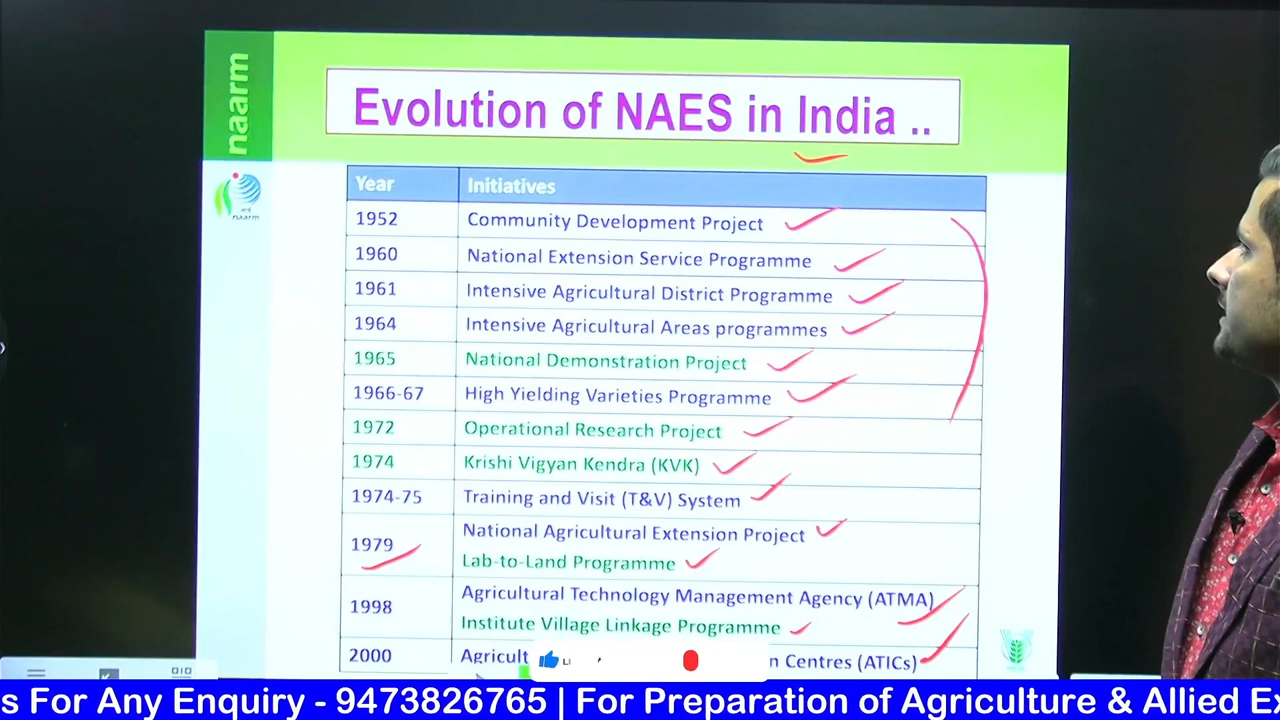 naarm
naarm
Evolution of NAES in India ..
Year Initiatives
1952 Community Development Project
1960 National Extension Service Programme
1961 Intensive Agricultural District Programme
1964 Intensive Agricultural Areas programmes
1965 National Demonstration Project
1966-67 High Yielding Varieties Programme
1972 Operational Research Project
1974 Krishi Vigyan Kendra (KVK)
1974-75 Training and Visit (T&V) System
1979 National Agricultural Extension Project
Lab-to-Land Programme
1998 Agricultural Technology Management Agency (ATMA)
Institute Village Linkage Programme
2000 Centres (ATICs)
s For Any Enquiry - 9473826765 | For Preparation of Agriculture & Allied Ex